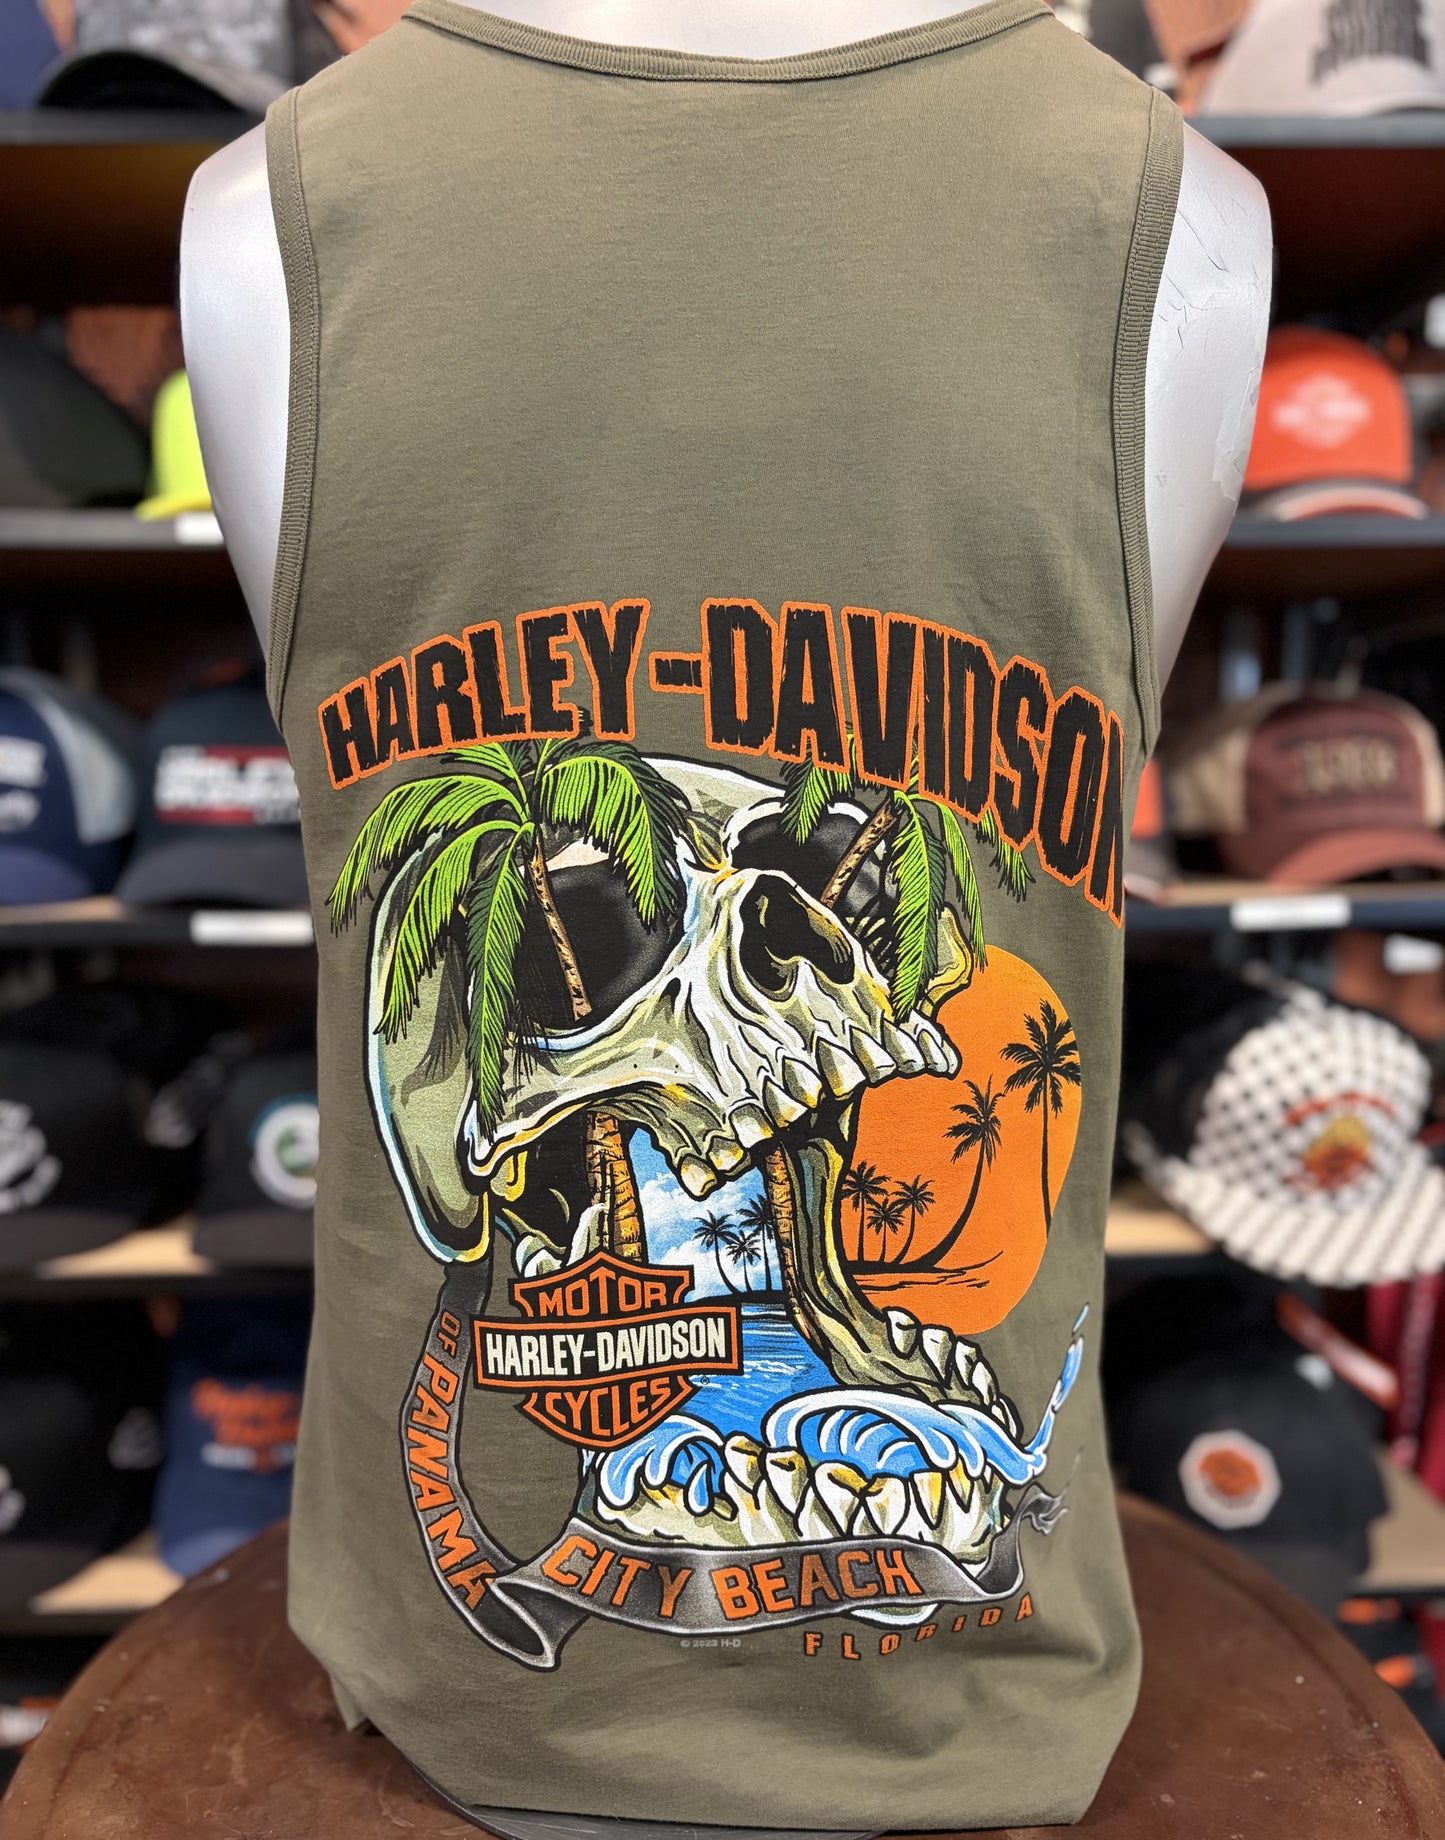 HARLEY-DAVIDSON
MOTOR
HARLEY-DAVIDSON
CYCLES
®
OF PANAMA
CITY BEACH
FLORIDA
© 2023 H-D